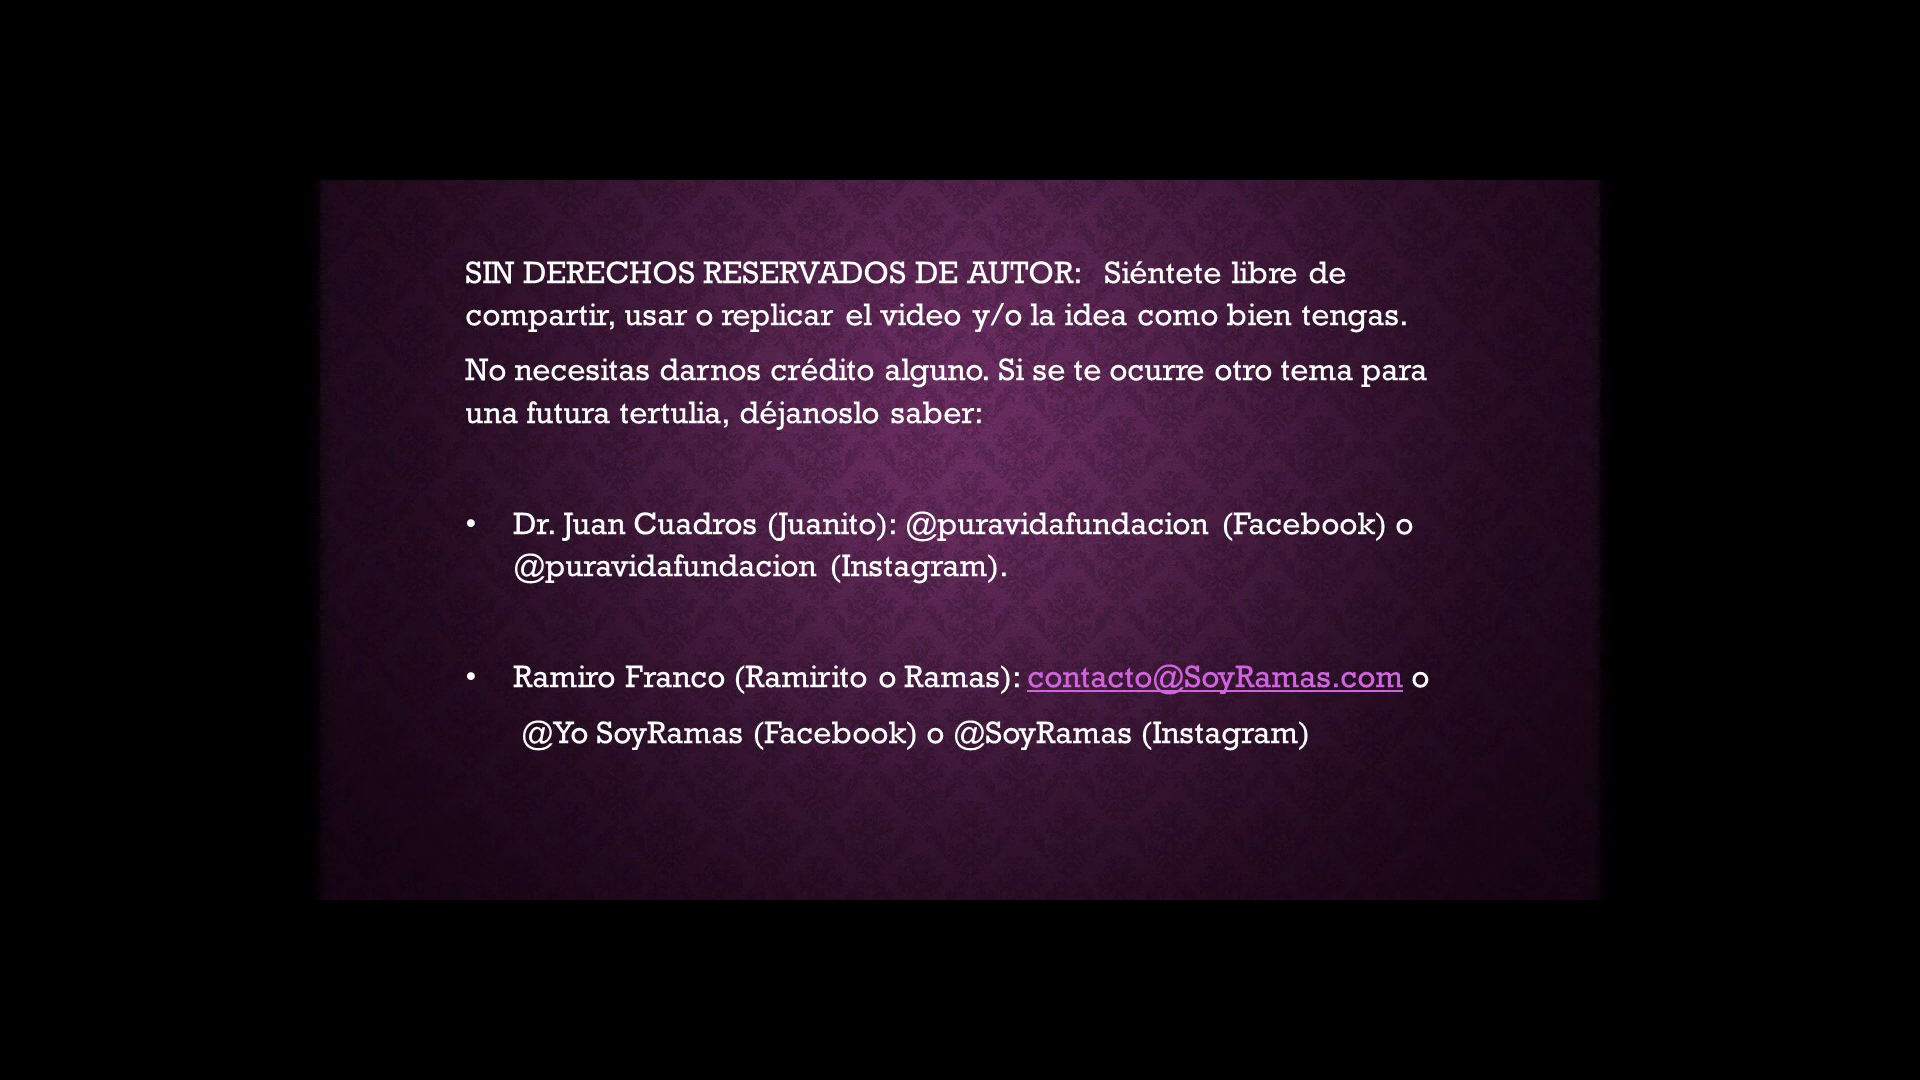 SIN DERECHOS RESERVADOS DE AUTOR: Siéntete libre de
compartir, usar o replicar el video y/o la idea como bien tengas.
No necesitas darnos crédito alguno. Si se te ocurre otro tema para
una futura tertulia, déjanoslo saber:
• Dr. Juan Cuadros (Juanito): @puravidafundacion (Facebook) o
@puravidafundacion (Instagram).
• Ramiro Franco (Ramirito o Ramas): contacto@SoyRamas.com o
@Yo SoyRamas (Facebook) o @SoyRamas (Instagram)